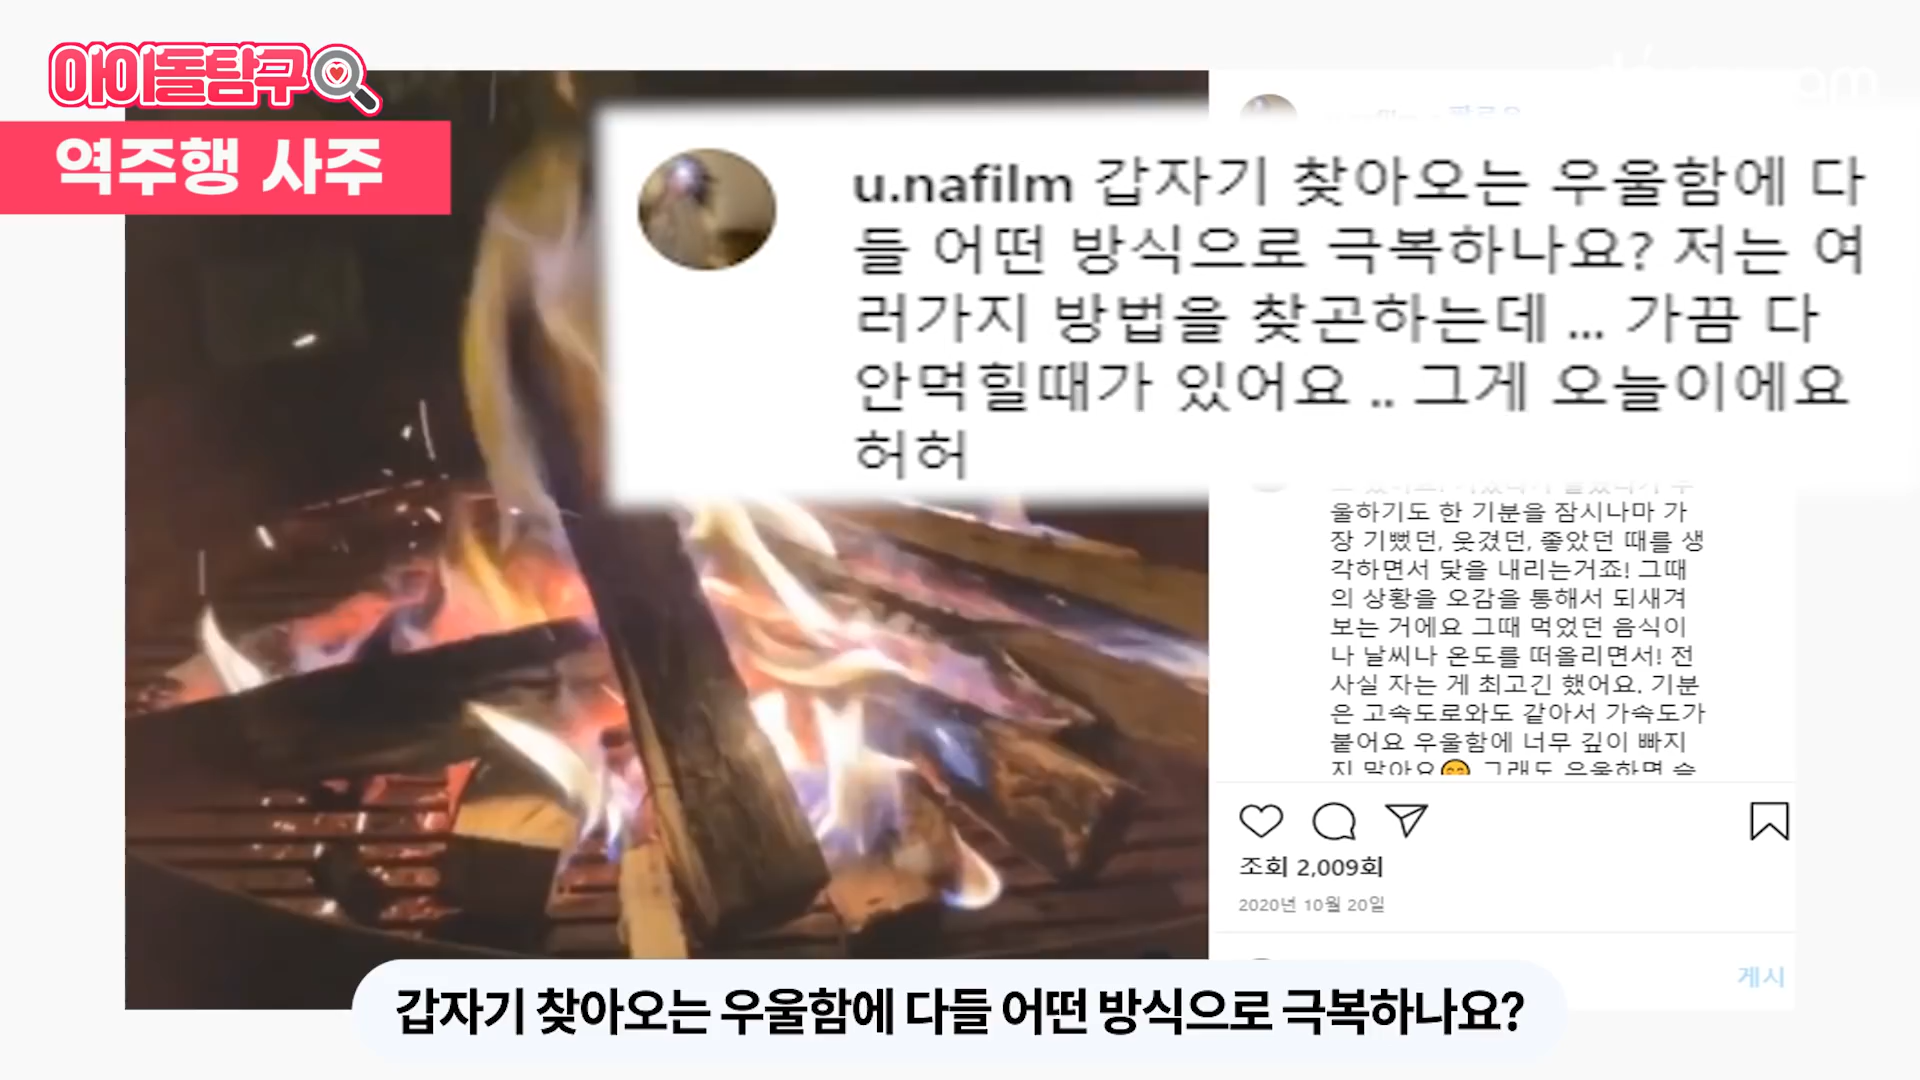 아이돌탐구
역주행 사주
u.nafilm 갑자기 찾아오는 우울함에 다
들 어떤 방식으로 극복하나요? 저는 여
러가지 방법을 찾곤하는데 ... 가끔 다
안먹힐때가 있어요 .. 그게 오늘이에요
허허
울하기도 한 기분을 잠시나마 가
장 기뻤던, 웃겼던, 좋았던 때를 생
각하면서 닻을 내리는거죠! 그때
의 상황을 오감을 통해서 되새겨
보는 거에요 그때 먹었던 음식이
나 날씨나 온도를 떠올리면서! 전
사실 자는 게 최고긴 했어요. 기분
은 고속도로와도 같아서 가속도가
붙어요 우울함에 너무 깊이 빠지
지 말아요😊 그래도 우울하면 슬
조회 2,009회
2020년 10월 20일
게시
갑자기 찾아오는 우울함에 다들 어떤 방식으로 극복하나요?